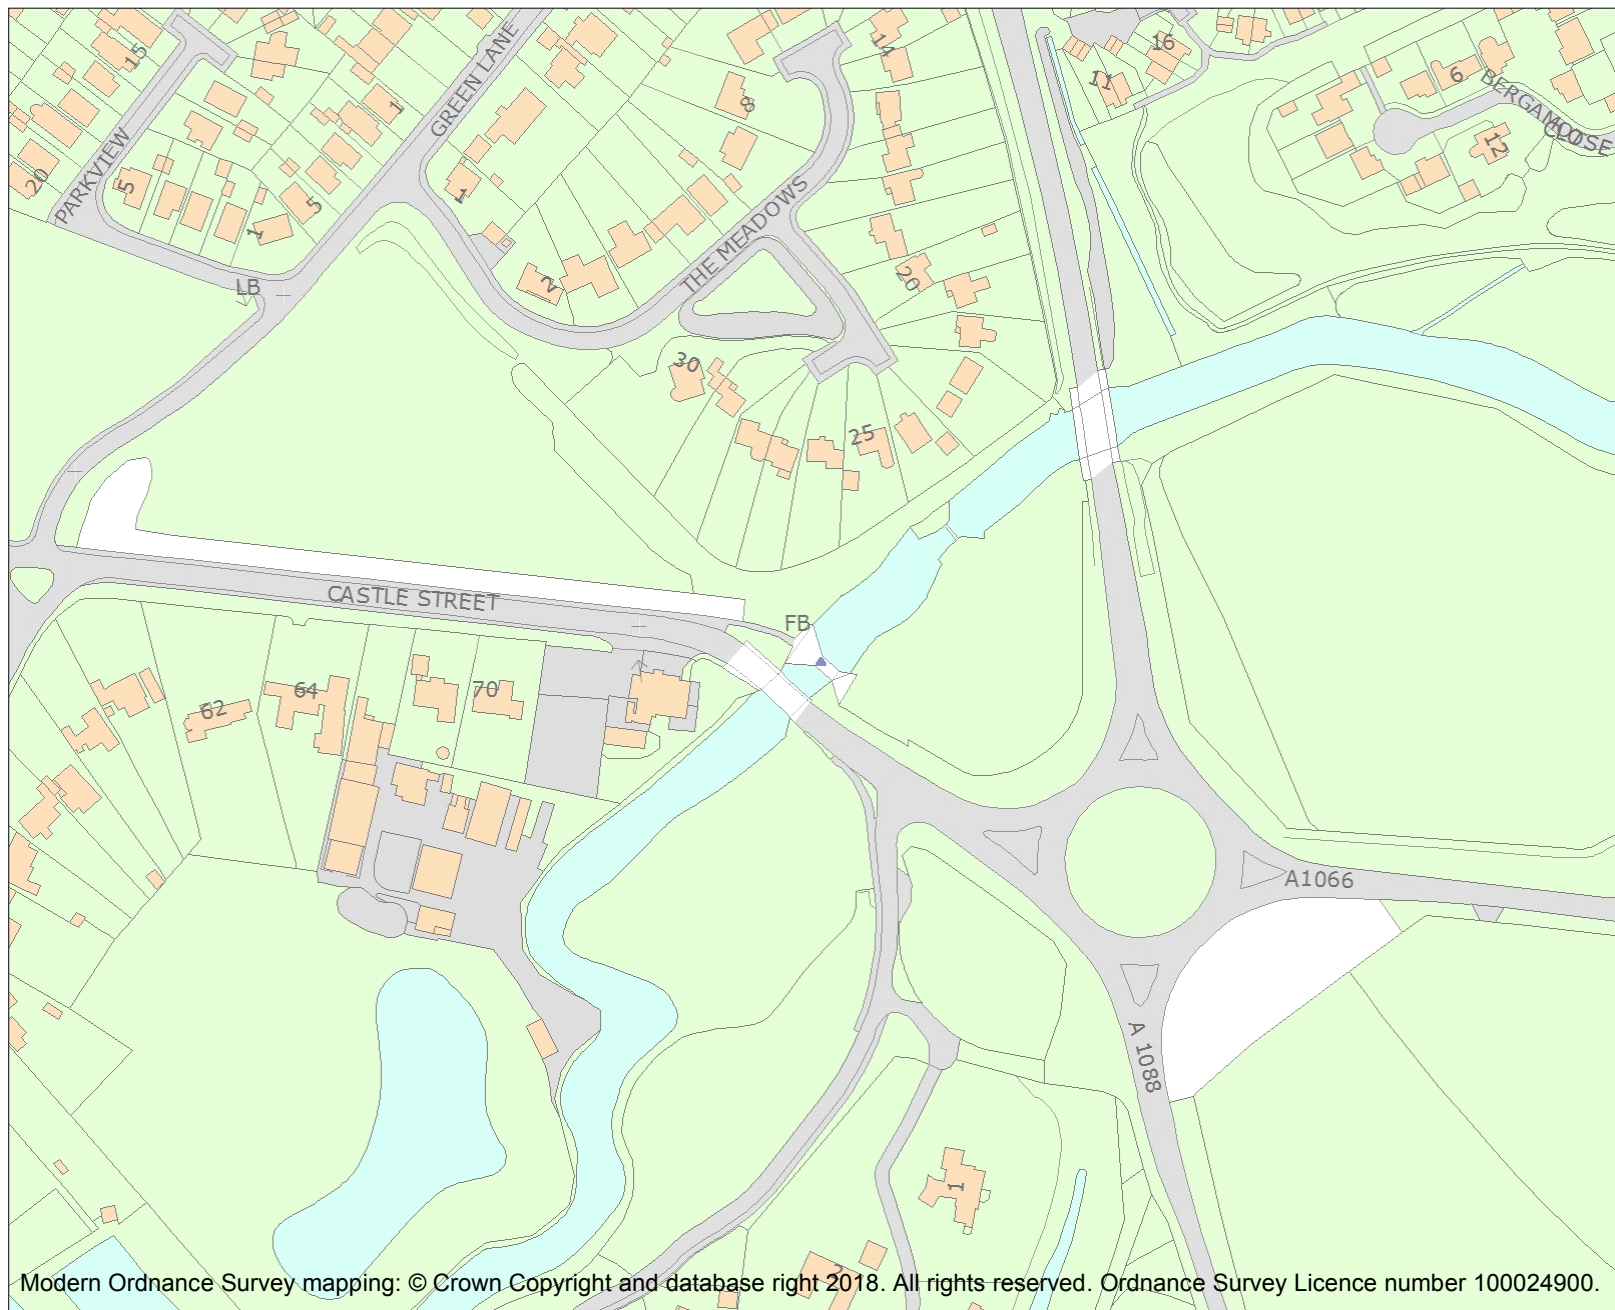 15
20
PARKVIEW
5
1
5
1
LB
GREEN LANE
1
2
THE MEADOWS
8
14
20
30
25
11
16
6
12
BERGAMOT
CLOSE
CASTLE STREET
FB
62
64
70
A1066
A 1088
1
2
Modern Ordnance Survey mapping: © Crown Copyright and database right 2018. All rights reserved. Ordnance Survey Licence number 100024900.